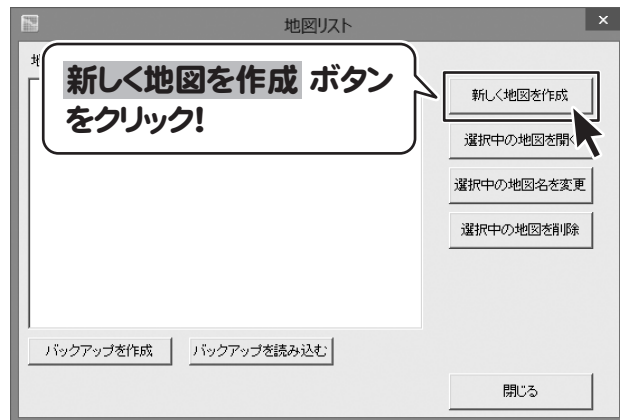 地図リスト
×
地
新しく地図を作成 ボタン
をクリック!
新しく地図を作成
選択中の地図を開く
選択中の地図名を変更
選択中の地図を削除
バックアップを作成
バックアップを読み込む
閉じる